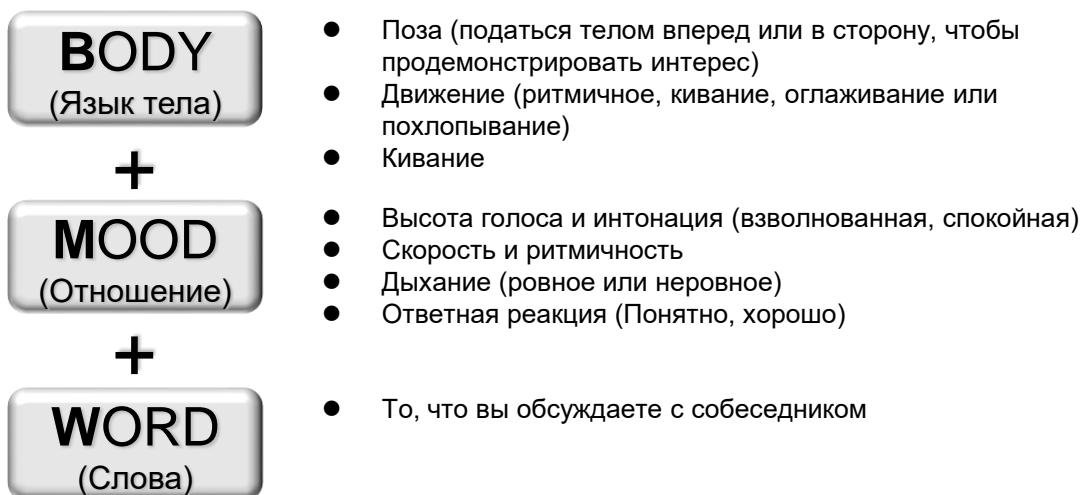 BODY
(Язык тела)
● Поза (податься телом вперед или в сторону, чтобы
продемонстрировать интерес)
● Движение (ритмичное, кивание, оглаживание или
похлопывание)
● Кивание
+
MOOD
(Отношение)
● Высота голоса и интонация (взволнованная, спокойная)
● Скорость и ритмичность
● Дыхание (ровное или неровное)
● Ответная реакция (Понятно, хорошо)
+
WORD
(Слова)
● То, что вы обсуждаете с собеседником